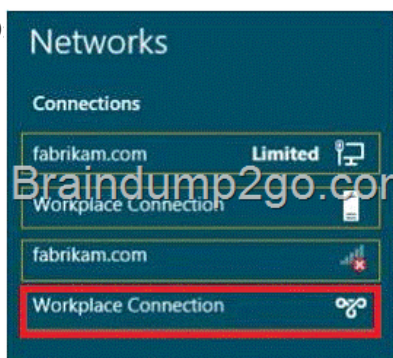 Networks
Connections
fabrikam.com Limited
Braindump2go.com
Workplace Connection
fabrikam.com
Workplace Connection